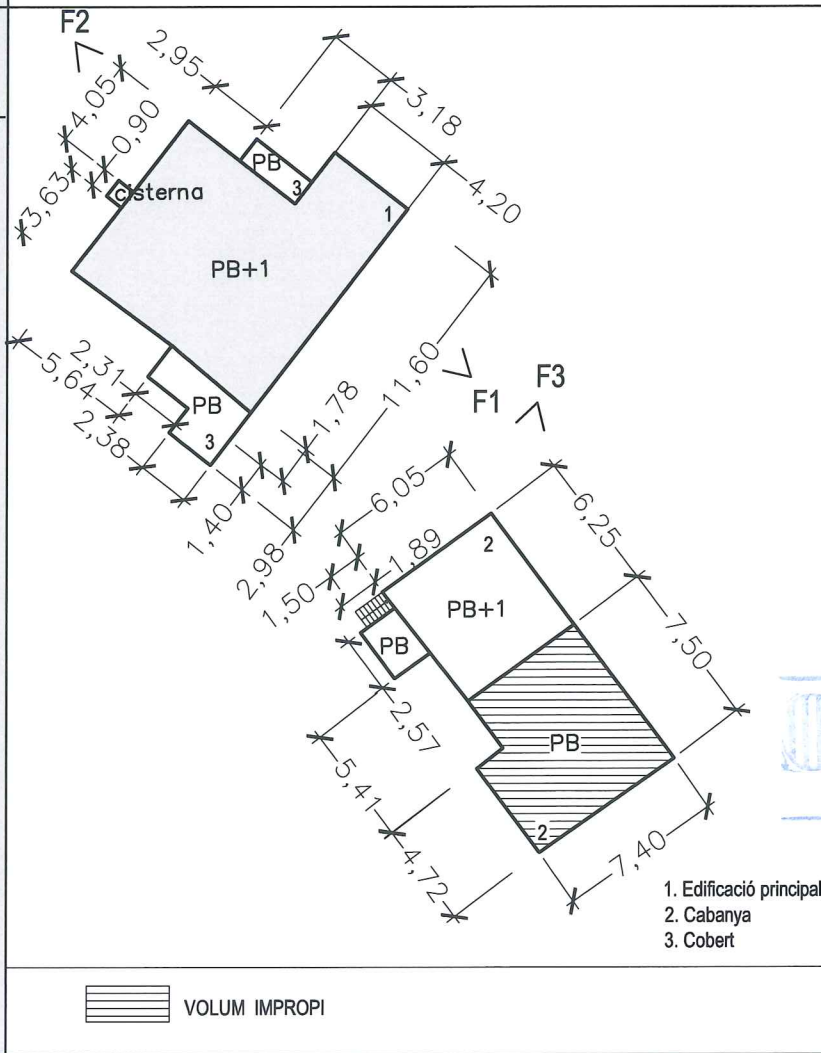 F2
2,95
3,18
4,05
0,90
4,20
3,63
cisterna
PB
3
1
PB+1
11,60
F1
F3
2,31
5,64
2,38
PB
3
1,78
1,40
2,98
6,05
1,89
1,50
6,25
2
PB+1
PB
7,50
2,57
PB
5,41
4,72
2
7,40
1. Edificació principal
2. Cabanya
3. Cobert
VOLUM IMPROPI